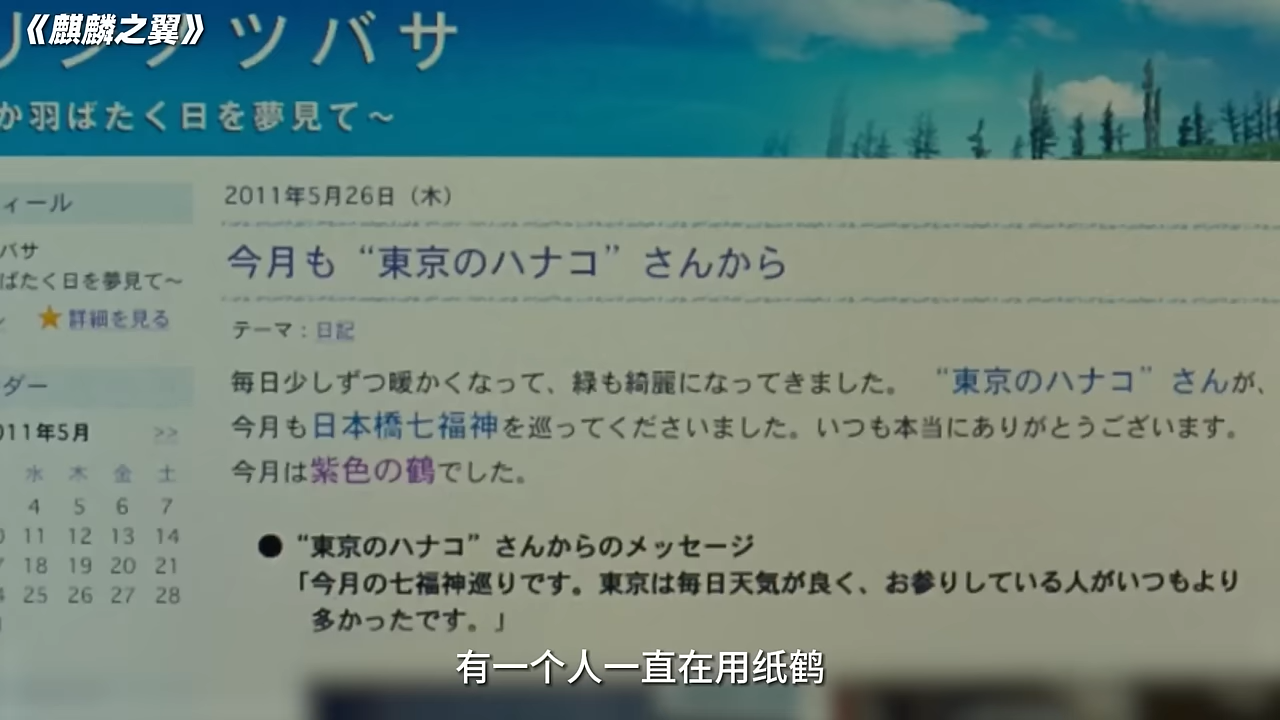 《麒麟之翼》
リンノツバサ
か羽ばたく日を夢見て～
ィール
2011年5月26日（木）
バサ
ばたく日を夢見て～
詳細を見る
今月も“東京のハナコ”さんから
テーマ：日記
ダー
011年5月 >>
水 木 金 土
4 5 6 7
11 12 13 14
18 19 20 21
25 26 27 28
毎日少しずつ暖かくなって、緑も綺麗になってきました。“東京のハナコ”さんが、
今月も日本橋七福神を巡ってくださいました。いつも本当にありがとうございます。
今月は紫色の鶴でした。
●“東京のハナコ”さんからのメッセージ
「今月の七福神巡りです。東京は毎日天気が良く、お参りしている人がいつもより
多かったです。」
有一个人一直在用纸鹤